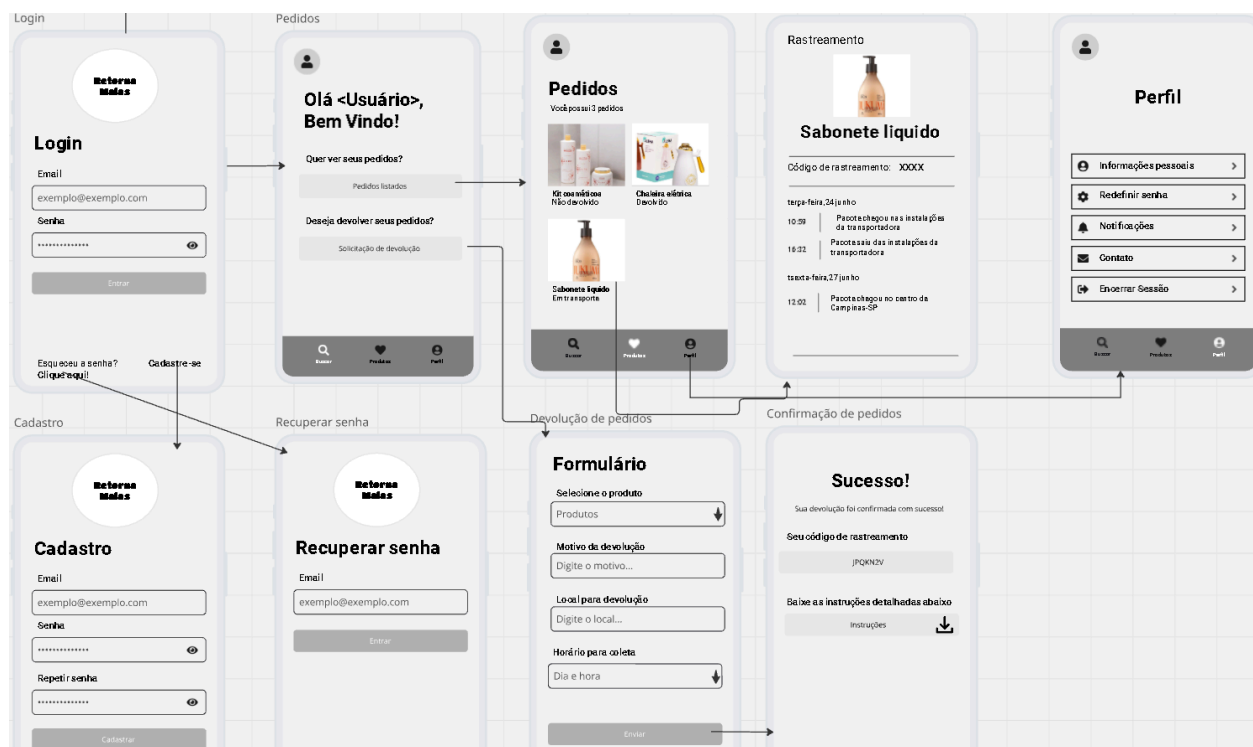 Login
Retorna
Maias
Login
Email
exemplo@exemplo.com
Senha
Entrar
Esqueceu a senha?
Clique aqui!
Cadastre-se
Pedidos
Olá <Usuário>,
Bem Vindo!
Quer ver seus pedidos?
Pedidos listados
Deseja devolver seus pedidos?
Solicitação de devolução
Buscar
Produtos
Perfil
Pedidos
Você possui 3 pedidos
Kit cosméticos
Não devolvido
Chaleira elétrica
Devolvido
Sabonete liquido
Em transporte
Buscar
Produtos
Perfil
Rastreamento
Sabonete liquido
Código de rastreamento: XXXX
terça-feira,24 junho
10:59
Pacote chegou nas instalações
da transportadora
16:32
Pacote saiu das instalações da
transportadora
tsexta-feira,27 junho
12:02
Pacote chegou no centro de
Campinas-SP
Perfil
Informações pessoais
Redefinir senha
Notificações
Contato
Encerrar Sessão
Buscar
Produtos
Perfil
Cadastro
Retorna
Maias
Cadastro
Email
exemplo@exemplo.com
Senha
Repetir senha
Cadastrar
Recuperar senha
Retorna
Maias
Recuperar senha
Email
exemplo@exemplo.com
Entrar
Devolução de pedidos
Formulário
Selecione o produto
Produtos
Motivo da devolução
Digite o motivo...
Local para devolução
Digite o local...
Horário para coleta
Dia e hora
Enviar
Confirmação de pedidos
Sucesso!
Sua devolução foi confirmada com sucesso!
Seu código de rastreamento
JPQKN2V
Baixe as instruções detalhadas abaixo
Instruções